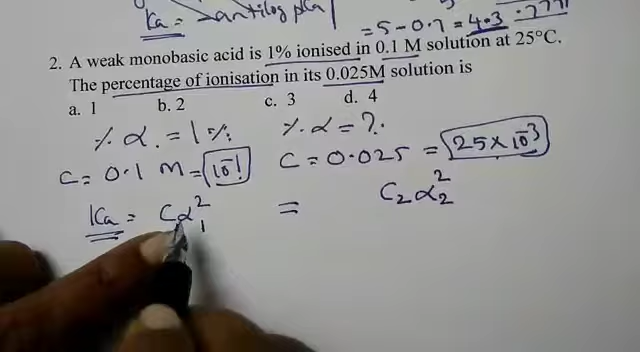 Ka = antilog pKa
= 5 - 0.7 = 4.3
2. A weak monobasic acid is 1% ionised in 0.1 M solution at 25°C.
The percentage of ionisation in its 0.025M solution is
a. 1 b. 2 c. 3 d. 4
% α = 1 % % α = ?
C = 0.1 M = 10⁻¹ C = 0.025 = 25 × 10⁻³
Ka = Cα₁² = C₂α₂²